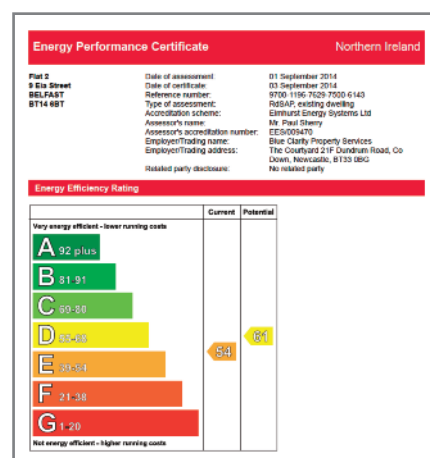 Energy Performance Certificate Northern Ireland
Flat 2
9 Eia Street
BELFAST
BT14 6BT
Date of assessment: 01 September 2014
Date of certificate: 03 September 2014
Reference number: 9700-1196-7629-7500-6143
Type of assessment: RdSAP, existing dwelling
Accreditation scheme: Elmhurst Energy Systems Ltd
Assessor's name: Mr. Paul Sherry
Assessor's accreditation number: EES/009470
Employer/Trading name: Blue Clarity Property Services
Employer/Trading address: The Courtyard 21F Dundrum Road, Co
Down, Newcastle, BT33 0BG
Related party disclosure: No related party
Energy Efficiency Rating
Current Potential
Very energy efficient - lower running costs
A 92 plus
B 81-91
C 69-80
D 55-68
61
E 39-54
54
F 21-38
G 1-20
Not energy efficient - higher running costs